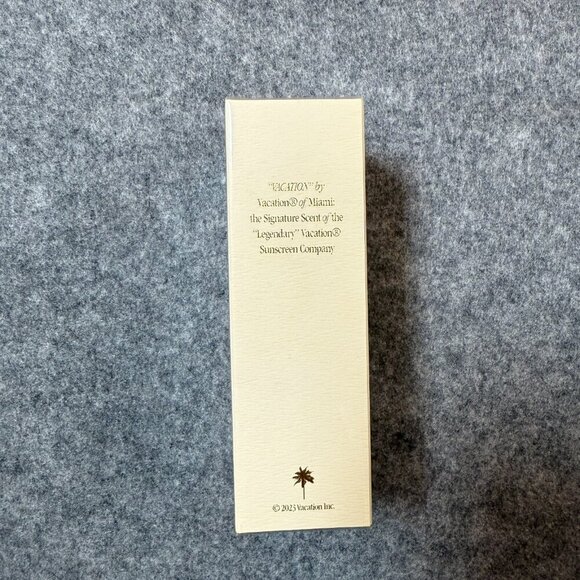 "VACATION" by
Vacation® of Miami:
the Signature Scent of the
"Legendary" Vacation®
Sunscreen Company
© 2023 Vacation Inc.